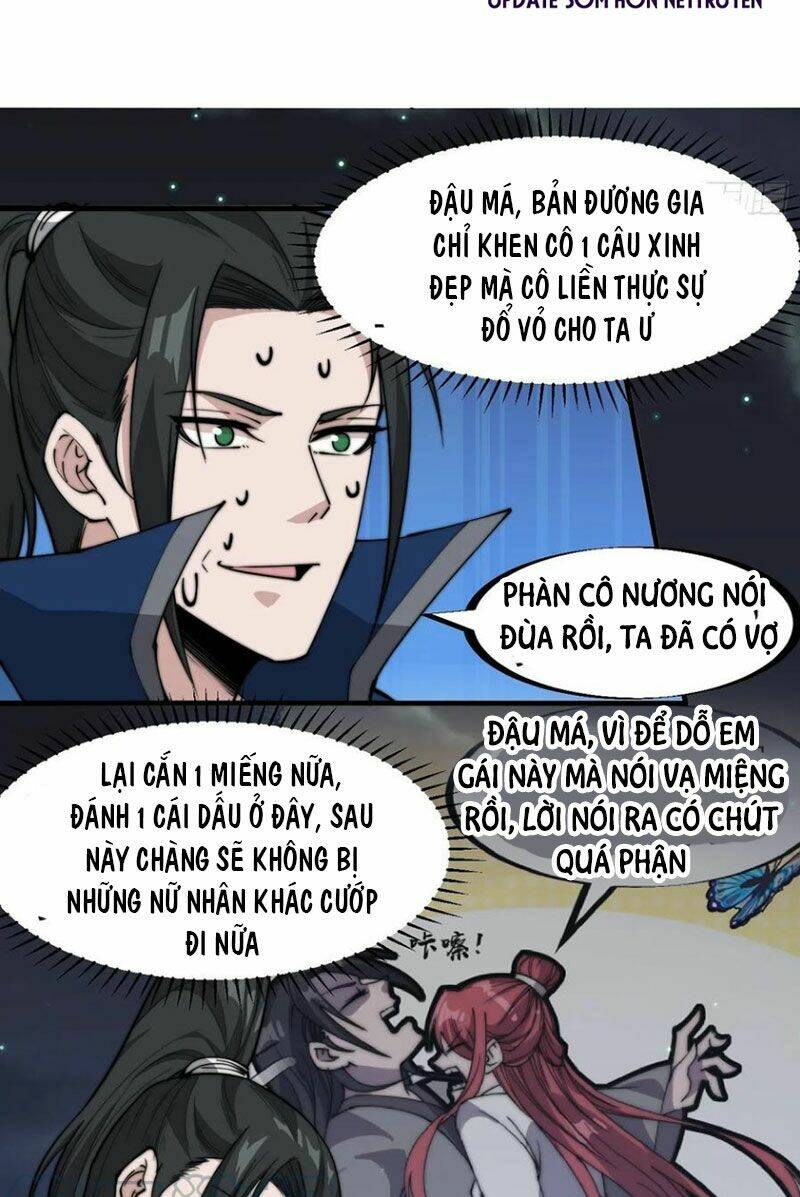 UPDATE SỚM HƠN NETTRUYEN
ĐẬU MÁ, BẢN ĐƯƠNG GIA
CHỈ KHEN CÔ 1 CÂU XINH
ĐẸP MÀ CÔ LIỀN THỰC SỰ
ĐỔ VỎ CHO TA Ư
PHÀN CÔ NƯƠNG NÓI
ĐÙA RỒI, TA ĐÃ CÓ VỢ
ĐẬU MÁ, VÌ ĐỂ DỖ EM
GÁI NÀY MÀ NÓI VẠ MIỆNG
RỒI, LỜI NÓI RA CÓ CHÚT
QUÁ PHẬN
LẠI CẮN 1 MIẾNG NỮA,
ĐÁNH 1 CÁI DẤU Ở ĐÂY, SAU
NÀY CHÀNG SẼ KHÔNG BỊ
NHỮNG NỮ NHÂN KHÁC CƯỚP
ĐI NỮA
咔嚓!